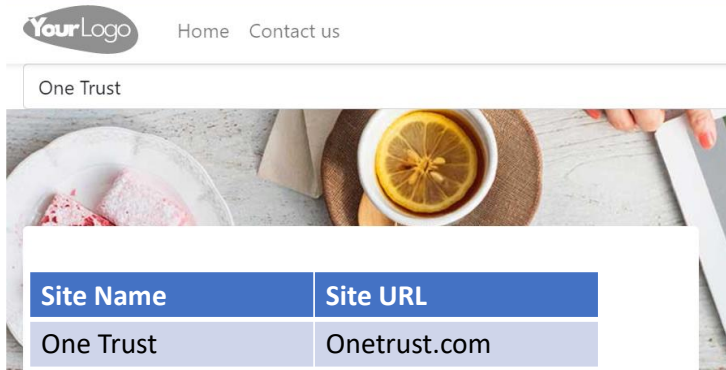 YourLogo Home Contact us
One Trust
Site Name Site URL
One Trust Onetrust.com